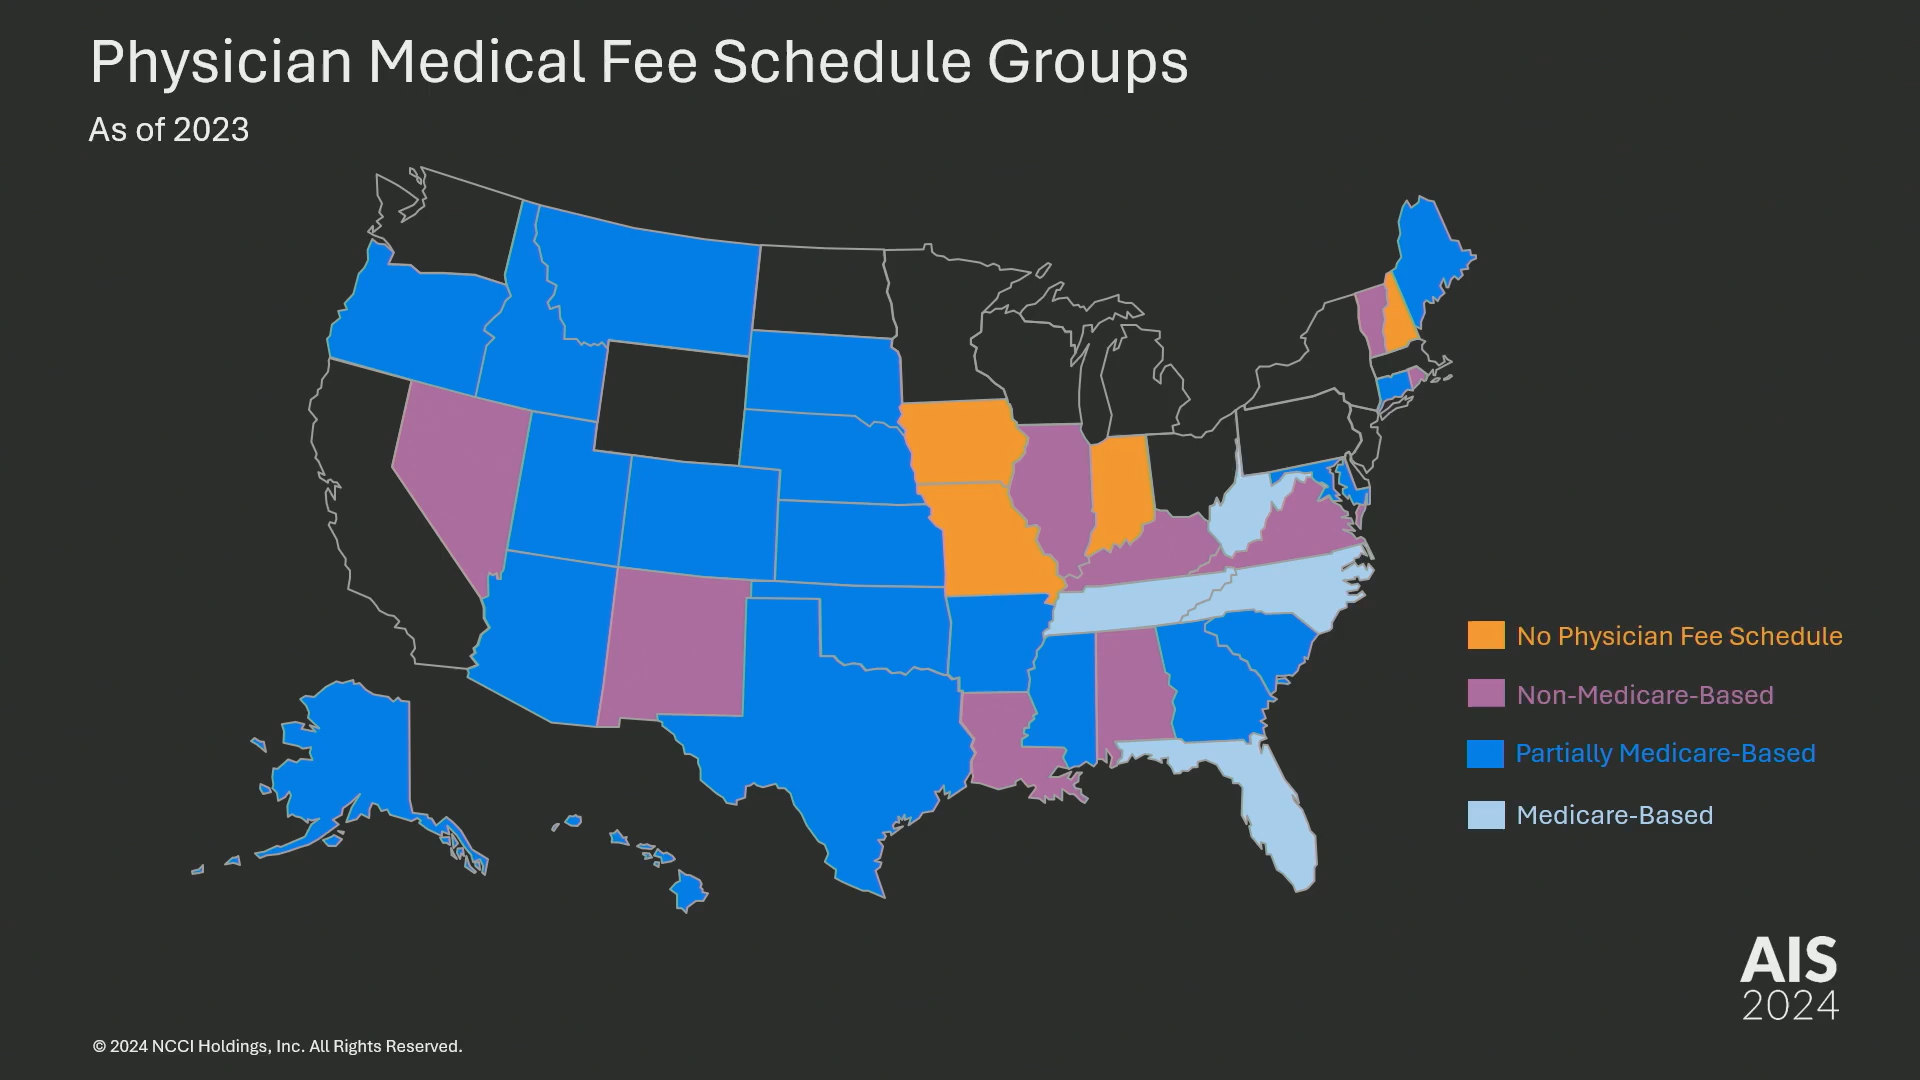 Physician Medical Fee Schedule Groups
As of 2023
No Physician Fee Schedule
Non-Medicare-Based
Partially Medicare-Based
Medicare-Based
AIS
2024
© 2024 NCCI Holdings, Inc. All Rights Reserved.